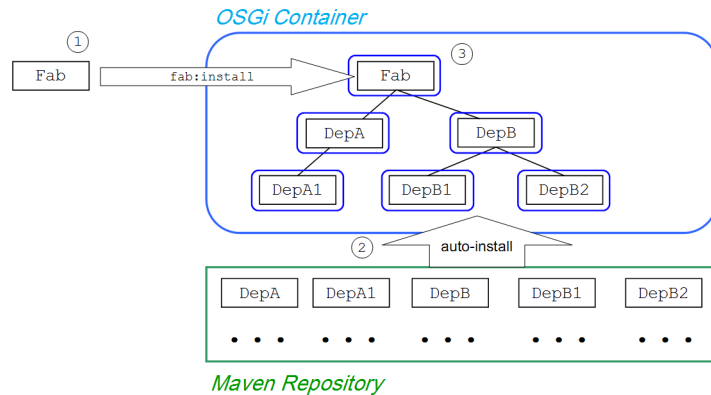 OSGi Container
1
3
Fab
fab:install
Fab
DepA
DepB
DepA1
DepB1
DepB2
2
auto-install
DepA
DepA1
DepB
DepB1
DepB2
• • •
• • •
• • •
• • •
• • •
Maven Repository